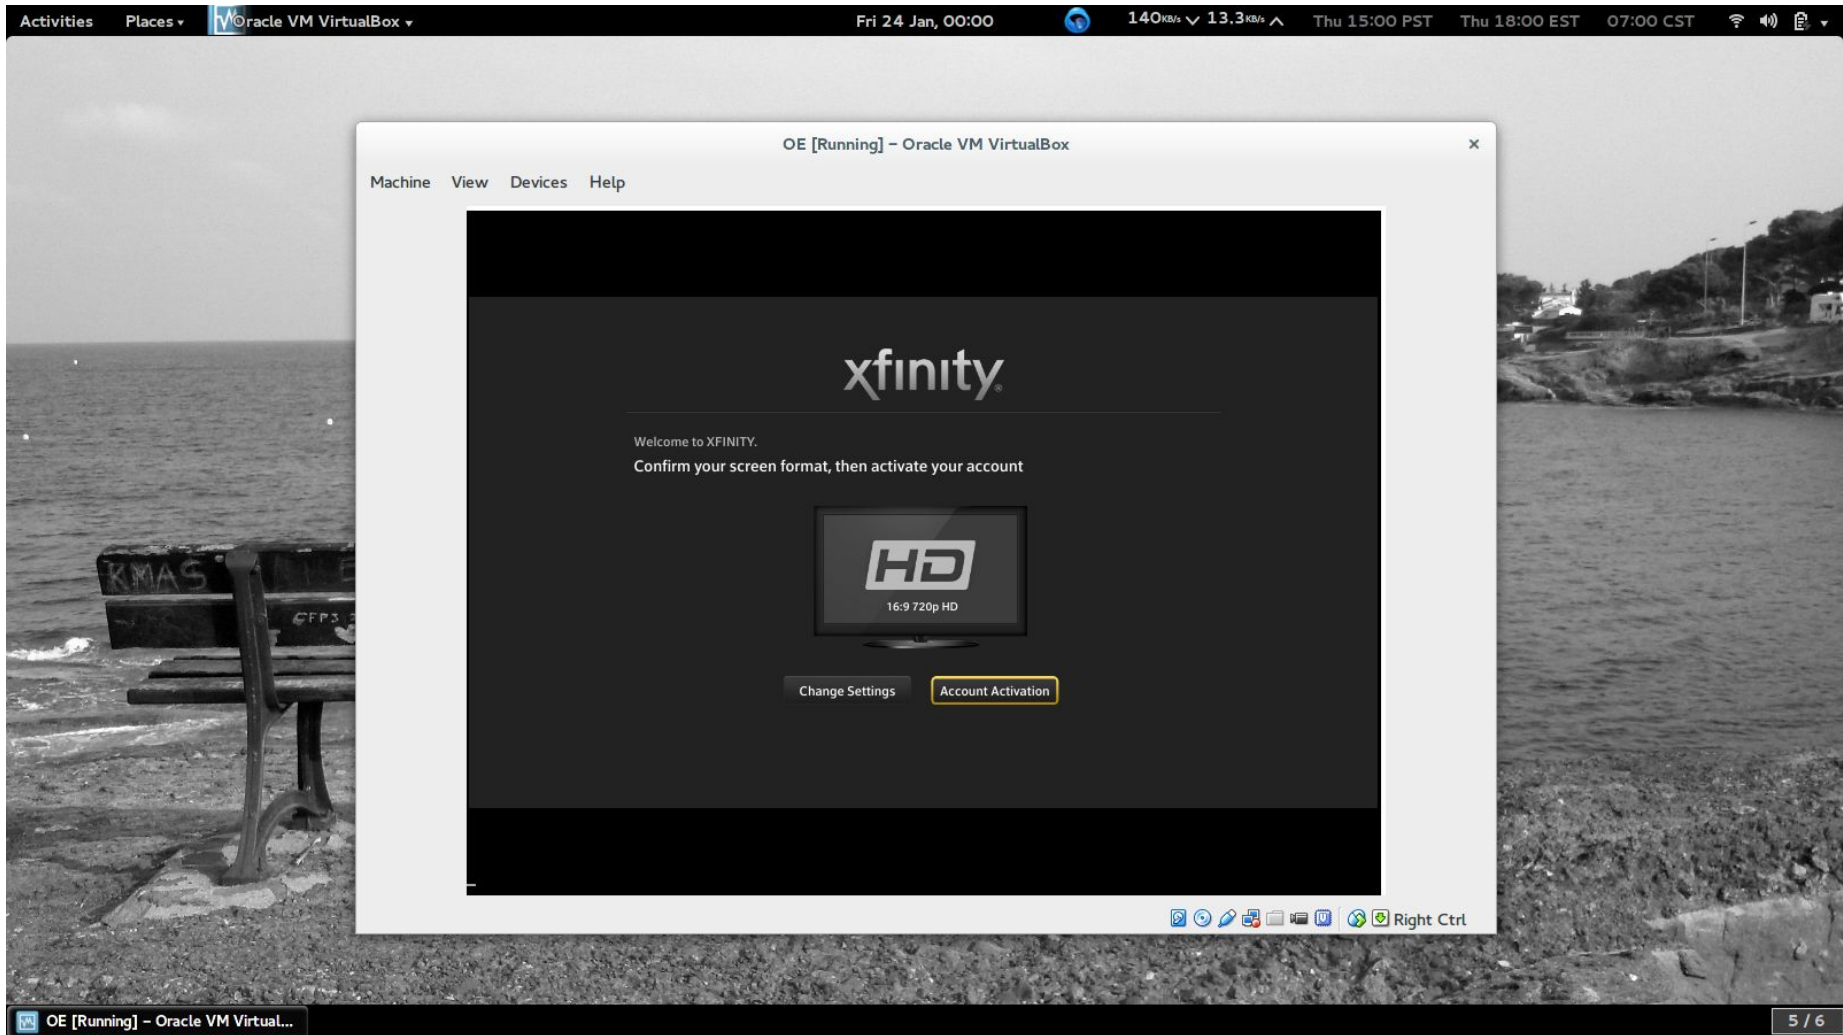 Activities Places Oracle VM VirtualBox Fri 24 Jan, 00:00 140KB/s 13.3KB/s Thu 15:00 PST Thu 18:00 EST 07:00 CST
OE [Running] – Oracle VM VirtualBox ×
Machine View Devices Help
xfinity®
Welcome to XFINITY.
Confirm your screen format, then activate your account
HD
16:9 720p HD
Change Settings Account Activation
RMAS
CFP3
Right Ctrl
OE [Running] – Oracle VM Virtual... 5 / 6